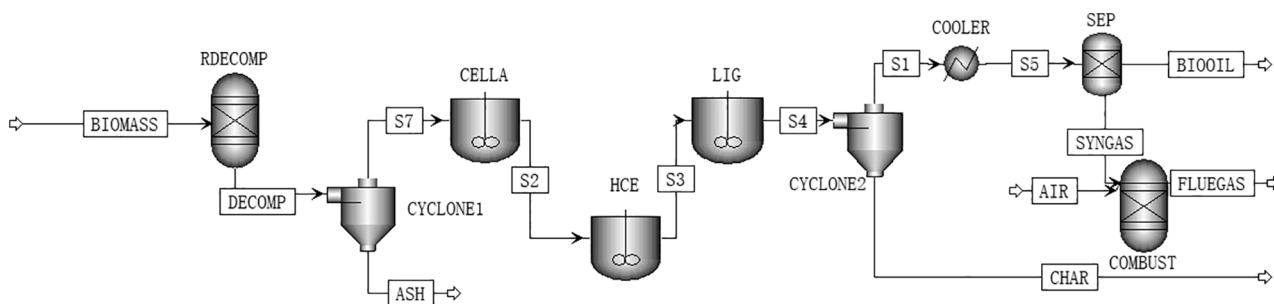 RDECOMP
BIOMASS
DECOMP
CYCLONE1
ASH
S7
CELLA
S2
HCE
S3
LIG
S4
CYCLONE2
S1
COOLER
S5
SEP
BIOOIL
SYNGAS
AIR
FLUEGAS
COMBUST
CHAR